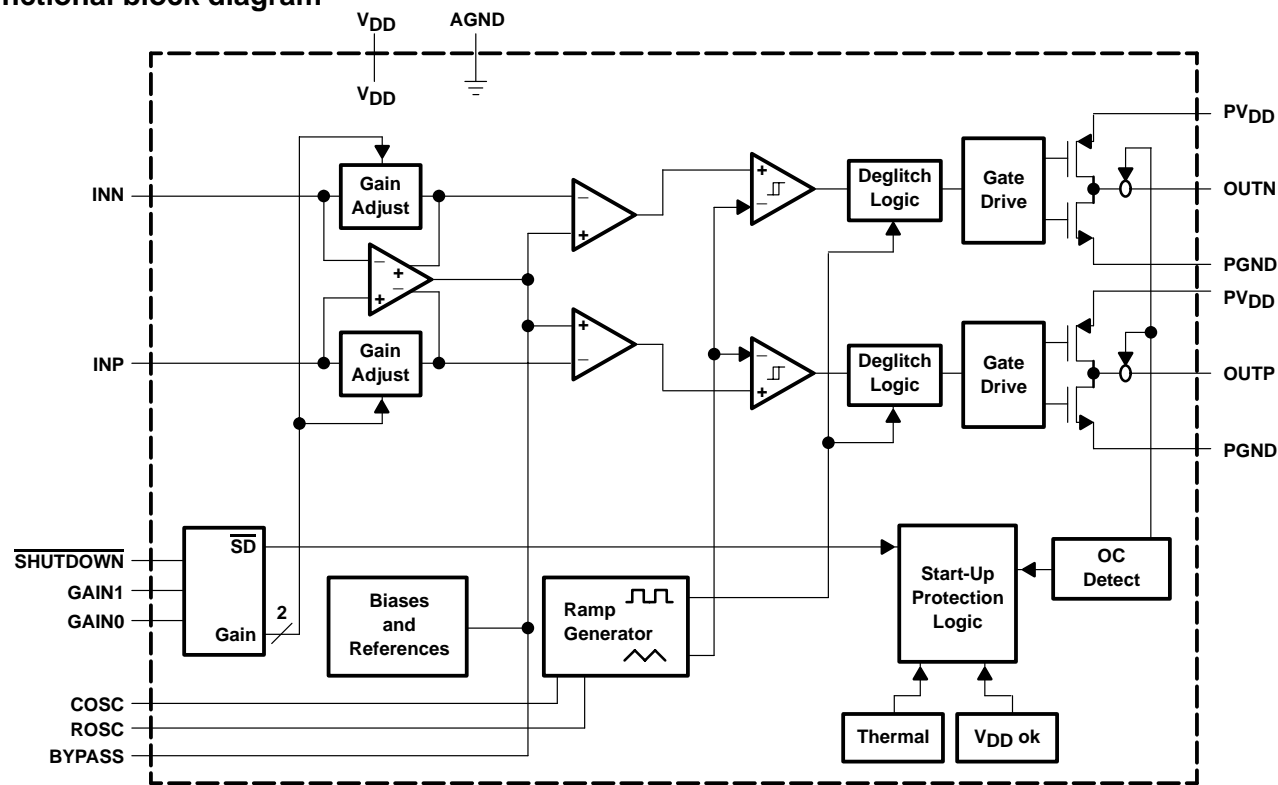 nctional block diagram
VDD
AGND
VDD
PVDD
INN
Gain
Adjust
−
+
+
−
Deglitch
Logic
Gate
Drive
OUTN
−
+
+
−
PGND
PVDD
INP
Gain
Adjust
+
−
−
+
Deglitch
Logic
Gate
Drive
OUTP
PGND
SHUTDOWN
GAIN1
GAIN0
SD
2
Gain
Biases
and
References
Ramp
Generator
Start-Up
Protection
Logic
OC
Detect
COSC
ROSC
BYPASS
Thermal
VDD ok